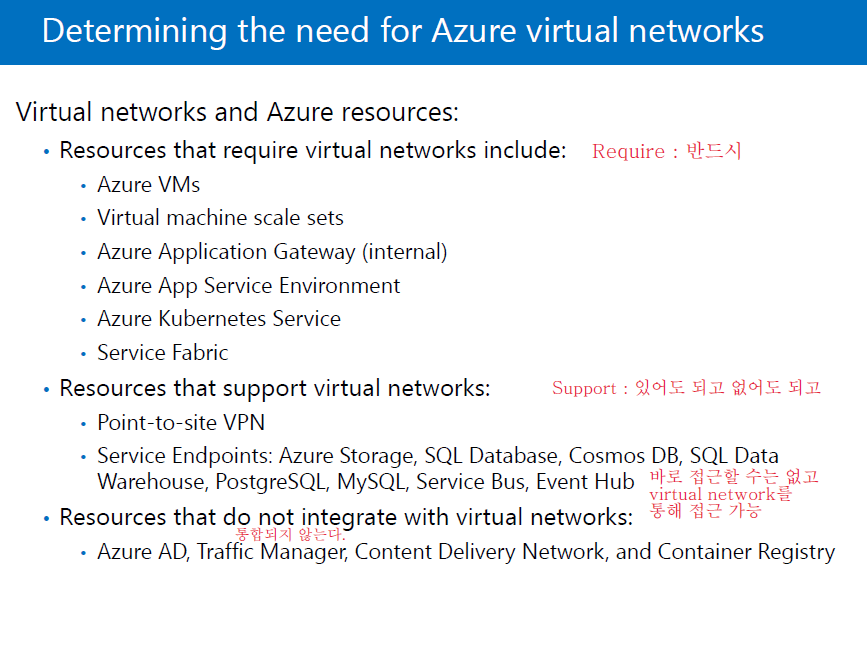 Determining the need for Azure virtual networks
Virtual networks and Azure resources:
• Resources that require virtual networks include: Require : 반드시
• Azure VMs
• Virtual machine scale sets
• Azure Application Gateway (internal)
• Azure App Service Environment
• Azure Kubernetes Service
• Service Fabric
• Resources that support virtual networks: Support : 있어도 되고 없어도 되고
• Point-to-site VPN
• Service Endpoints: Azure Storage, SQL Database, Cosmos DB, SQL Data
Warehouse, PostgreSQL, MySQL, Service Bus, Event Hub
바로 접근할 수는 없고
virtual network를
통해 접근 가능
• Resources that do not integrate with virtual networks:
통합되지 않는다.
• Azure AD, Traffic Manager, Content Delivery Network, and Container Registry